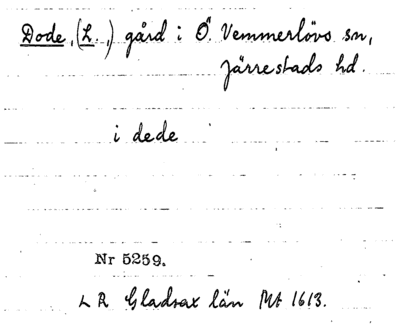 Dode, (L.,) gård i Ö. Vemmerlövs sn,
Järrestads hd.
i dede
Nr 5259.
LR Gladsax län Mt 1613.